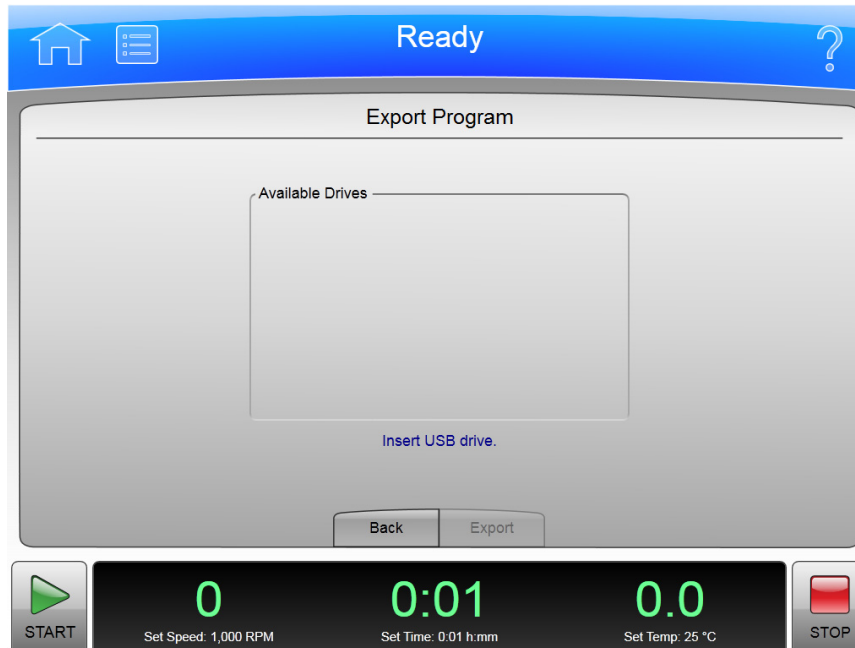 Ready
?
Export Program
Available Drives
Insert USB drive.
Back Export
0 0:01 0.0
START Set Speed: 1,000 RPM Set Time: 0:01 h:mm Set Temp: 25 °C STOP